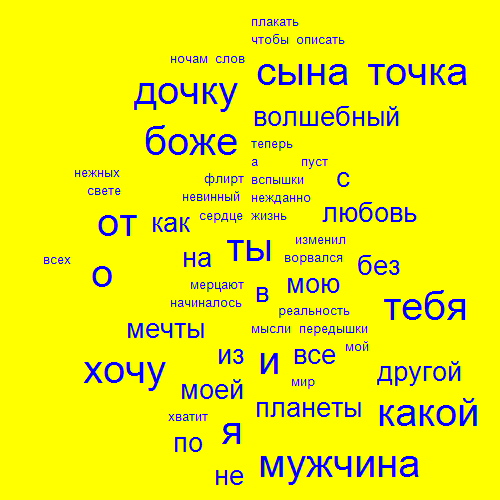 плакать
чтобы описать
ночам слов
сына точка
дочку
волшебный
боже
теперь
а пуст
нежных флирт вспышки с
свете невинный нежданно
от как сердце жизнь любовь
ты изменил
всех на ворвался без
о мерцают в мою
начиналось реальность тебя
мечты мысли передышки
хочу из и все мой
моей мир другой
хватит планеты какой
по я
не мужчина